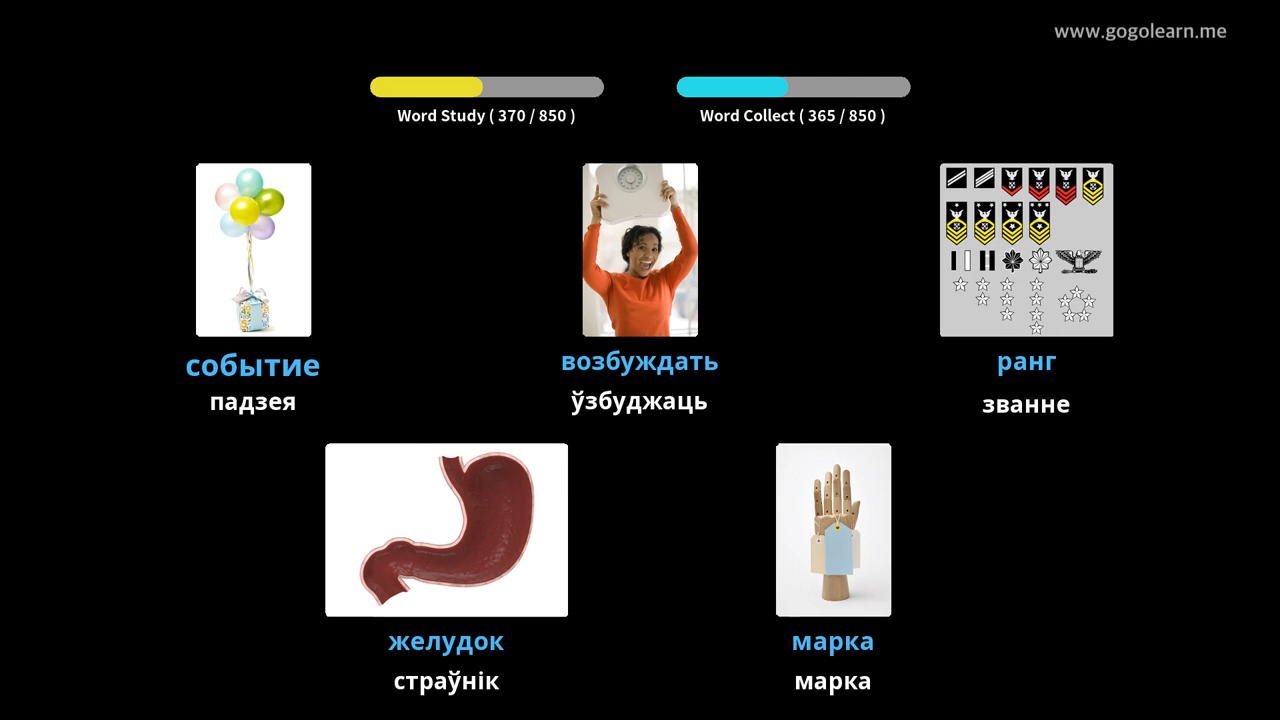 www.gogolearn.me
Word Study ( 370 / 850 )
Word Collect ( 365 / 850 )
событие
падзея
возбуждать
ўзбуджаць
ранг
званне
желудок
страўнік
марка
марка